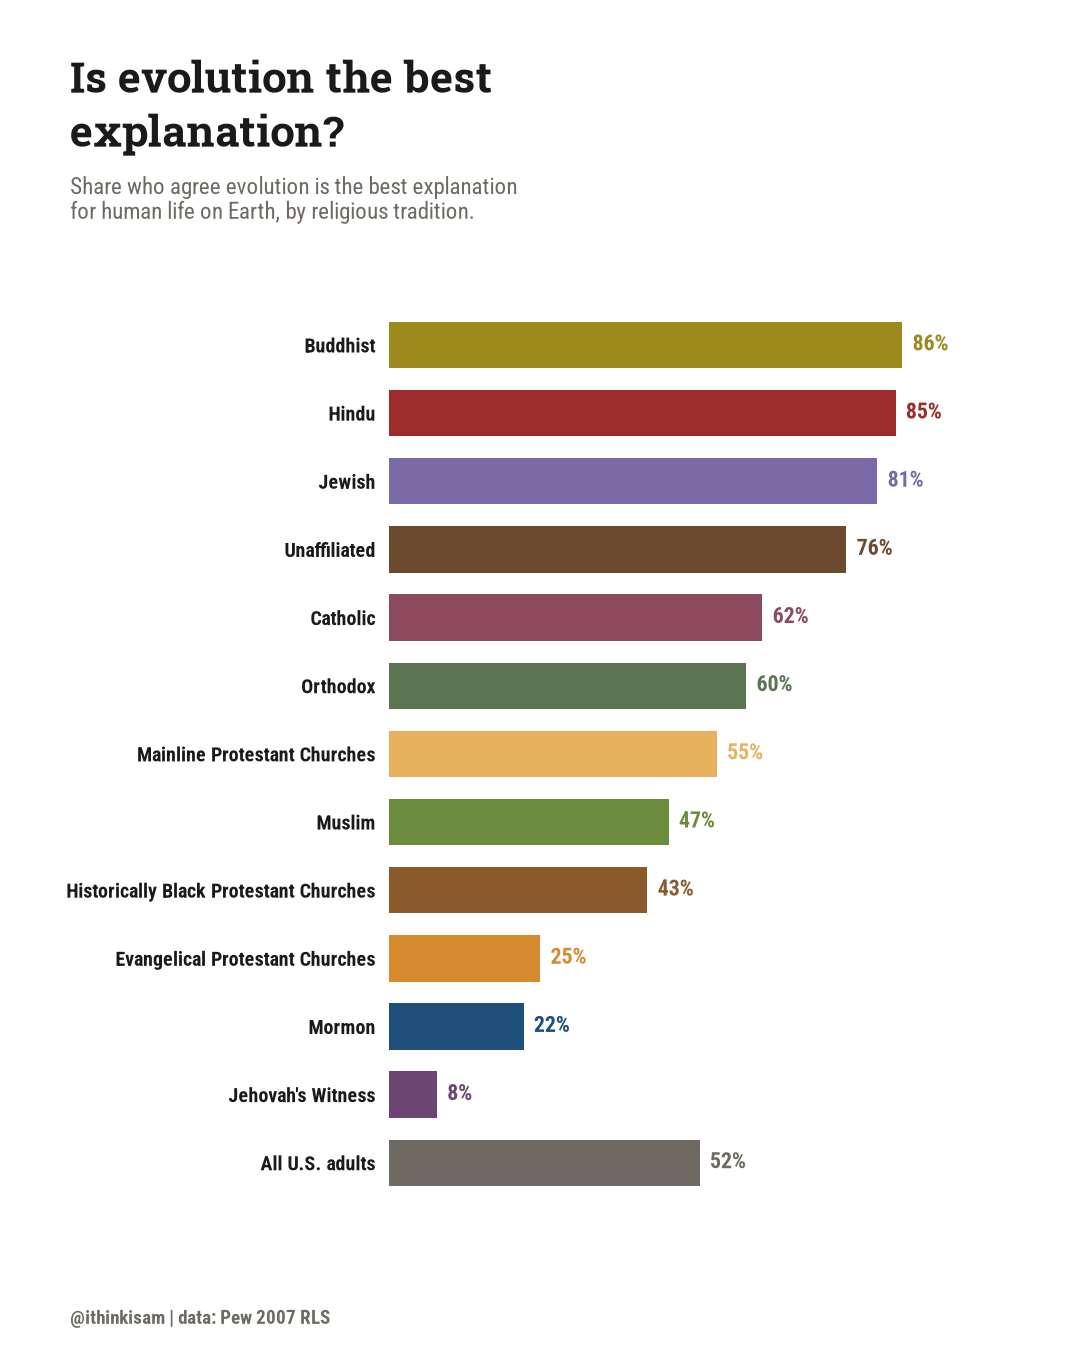 Is evolution the best
explanation?
Share who agree evolution is the best explanation
for human life on Earth, by religious tradition.
Buddhist 86%
Hindu 85%
Jewish 81%
Unaffiliated 76%
Catholic 62%
Orthodox 60%
Mainline Protestant Churches 55%
Muslim 47%
Historically Black Protestant Churches 43%
Evangelical Protestant Churches 25%
Mormon 22%
Jehovah's Witness 8%
All U.S. adults 52%
@ithinkisam | data: Pew 2007 RLS